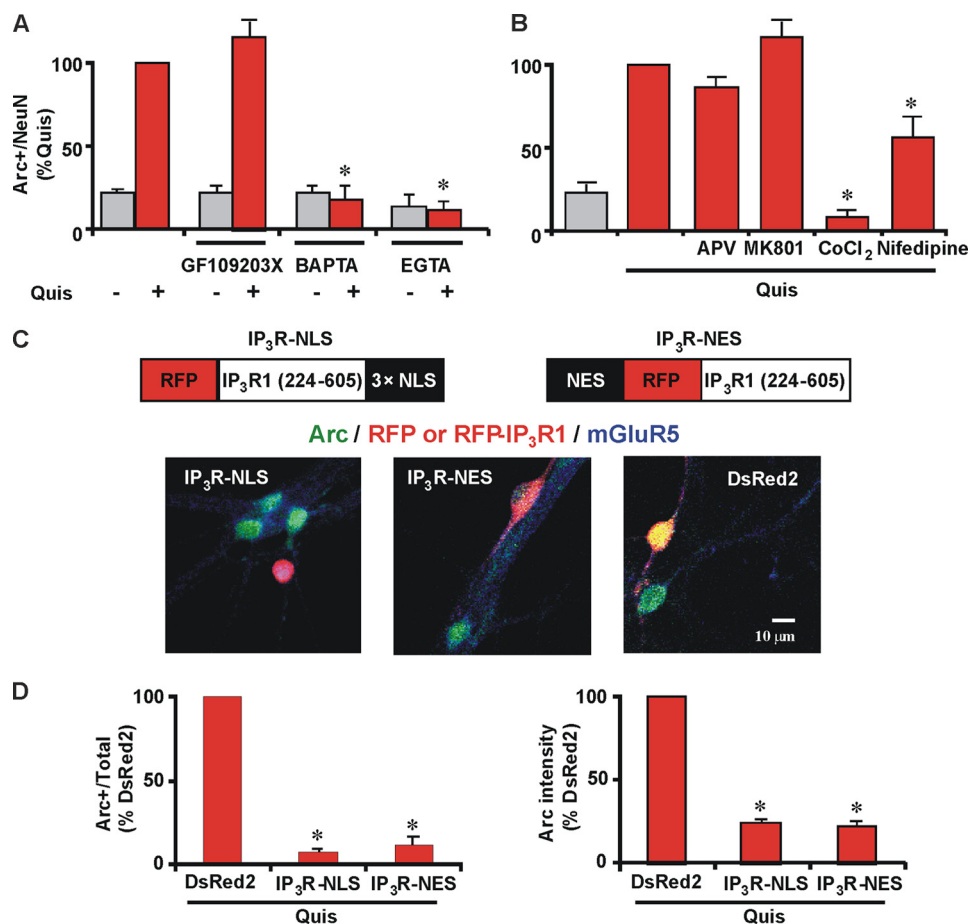 A
Arc+/NeuN
(%Quis)
100
50
0
GF109203X BAPTA EGTA
Quis - + - + - + - +
B
100
50
0
APV MK801 CoCl₂ Nifedipine
Quis
* * * *
C
IP₃R-NLS
RFP IP₃R1 (224-605) 3× NLS
IP₃R-NES
NES RFP IP₃R1 (224-605)
Arc / RFP or RFP-IP₃R1 / mGluR5
IP₃R-NLS
IP₃R-NES
DsRed2
10 μm
D
Arc+/Total
(% DsRed2)
100
50
0
* *
DsRed2 IP₃R-NLS IP₃R-NES
Quis
Arc intensity
(% DsRed2)
100
50
0
* *
DsRed2 IP₃R-NLS IP₃R-NES
Quis